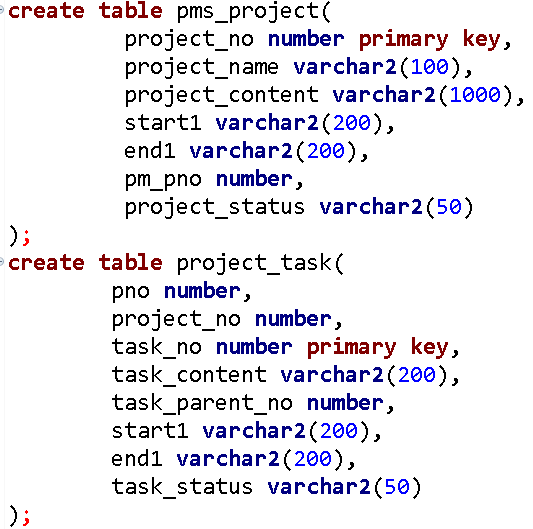 create table pms_project(
project_no number primary key,
project_name varchar2(100),
project_content varchar2(1000),
start1 varchar2(200),
end1 varchar2(200),
pm_pno number,
project_status varchar2(50)
);
create table project_task(
pno number,
project_no number,
task_no number primary key,
task_content varchar2(200),
task_parent_no number,
start1 varchar2(200),
end1 varchar2(200),
task_status varchar2(50)
);